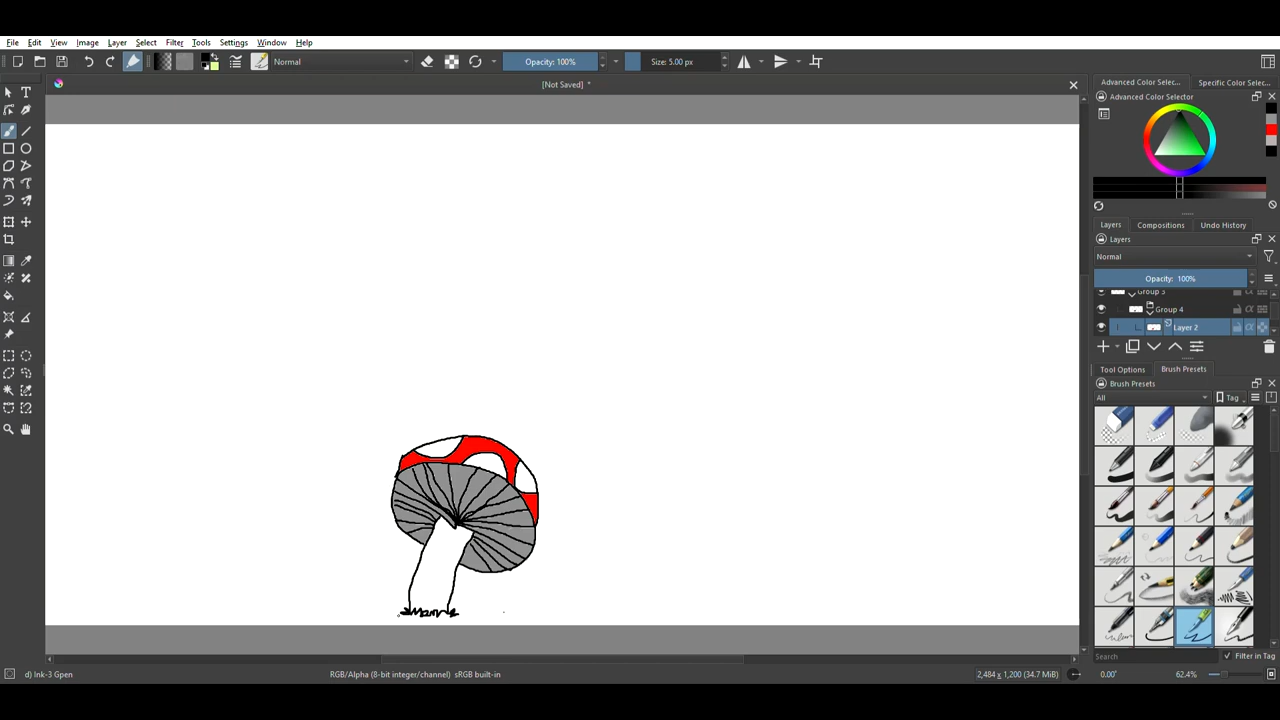 File Edit View Image Layer Select Filter Tools Settings Window Help
Normal Opacity: 100% Size: 5.00 px
[Not Saved] *
Advanced Color Selec... Specific Color Selec...
Advanced Color Selector
Layers Compositions Undo History
Layers
Normal
Opacity: 100%
Group 3
Group 4
Layer 2
Tool Options Brush Presets
Brush Presets
All Tag
Search Filter in Tag
d) Ink-3 Gpen RGB/Alpha (8-bit integer/channel) sRGB built-in 2,484 x 1,200 (34.7 MiB) 0.00° 62.4%